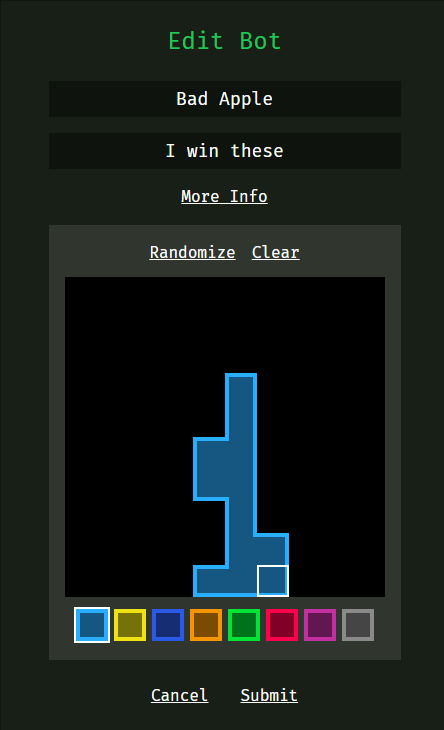 Edit Bot
Bad Apple
I win these
More Info
Randomize Clear
Cancel Submit